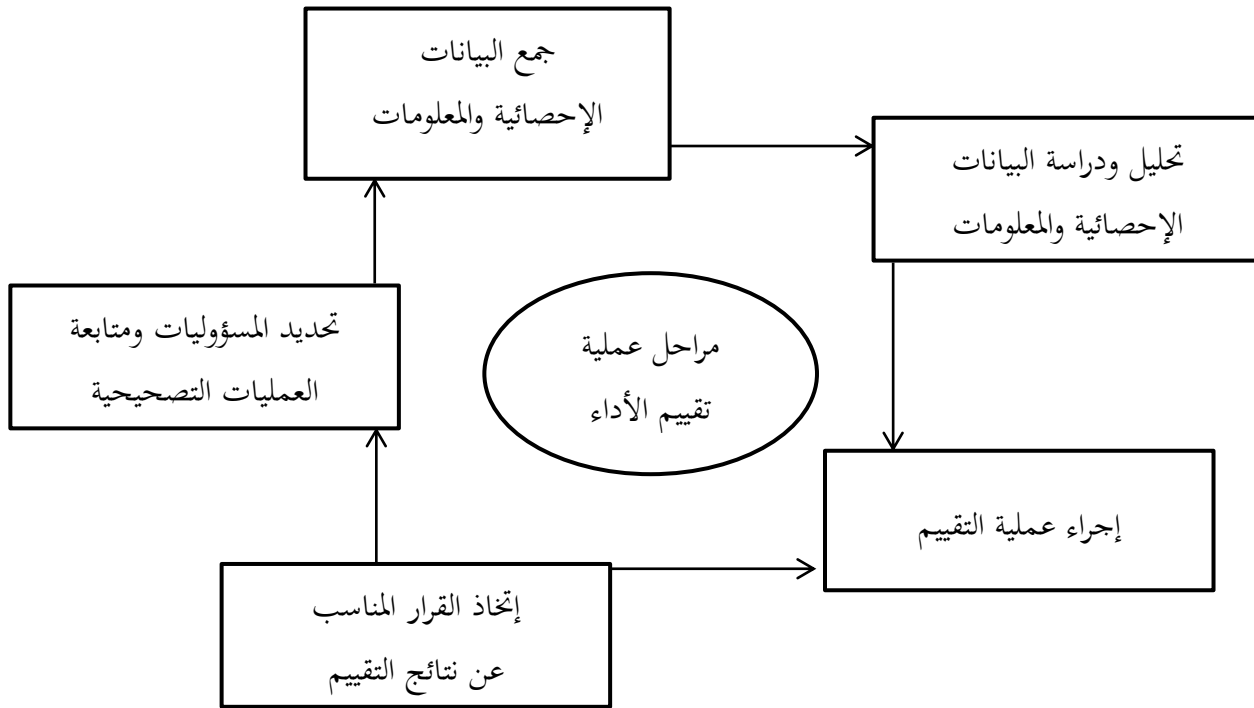 جمع البيانات
الإحصائية والمعلومات
تحليل ودراسة البيانات
الإحصائية والمعلومات
تحديد المسؤوليات ومتابعة
العمليات التصحيحية
مراحل عملية
تقييم الأداء
إجراء عملية التقييم
إتخاذ القرار المناسب
عن نتائج التقييم